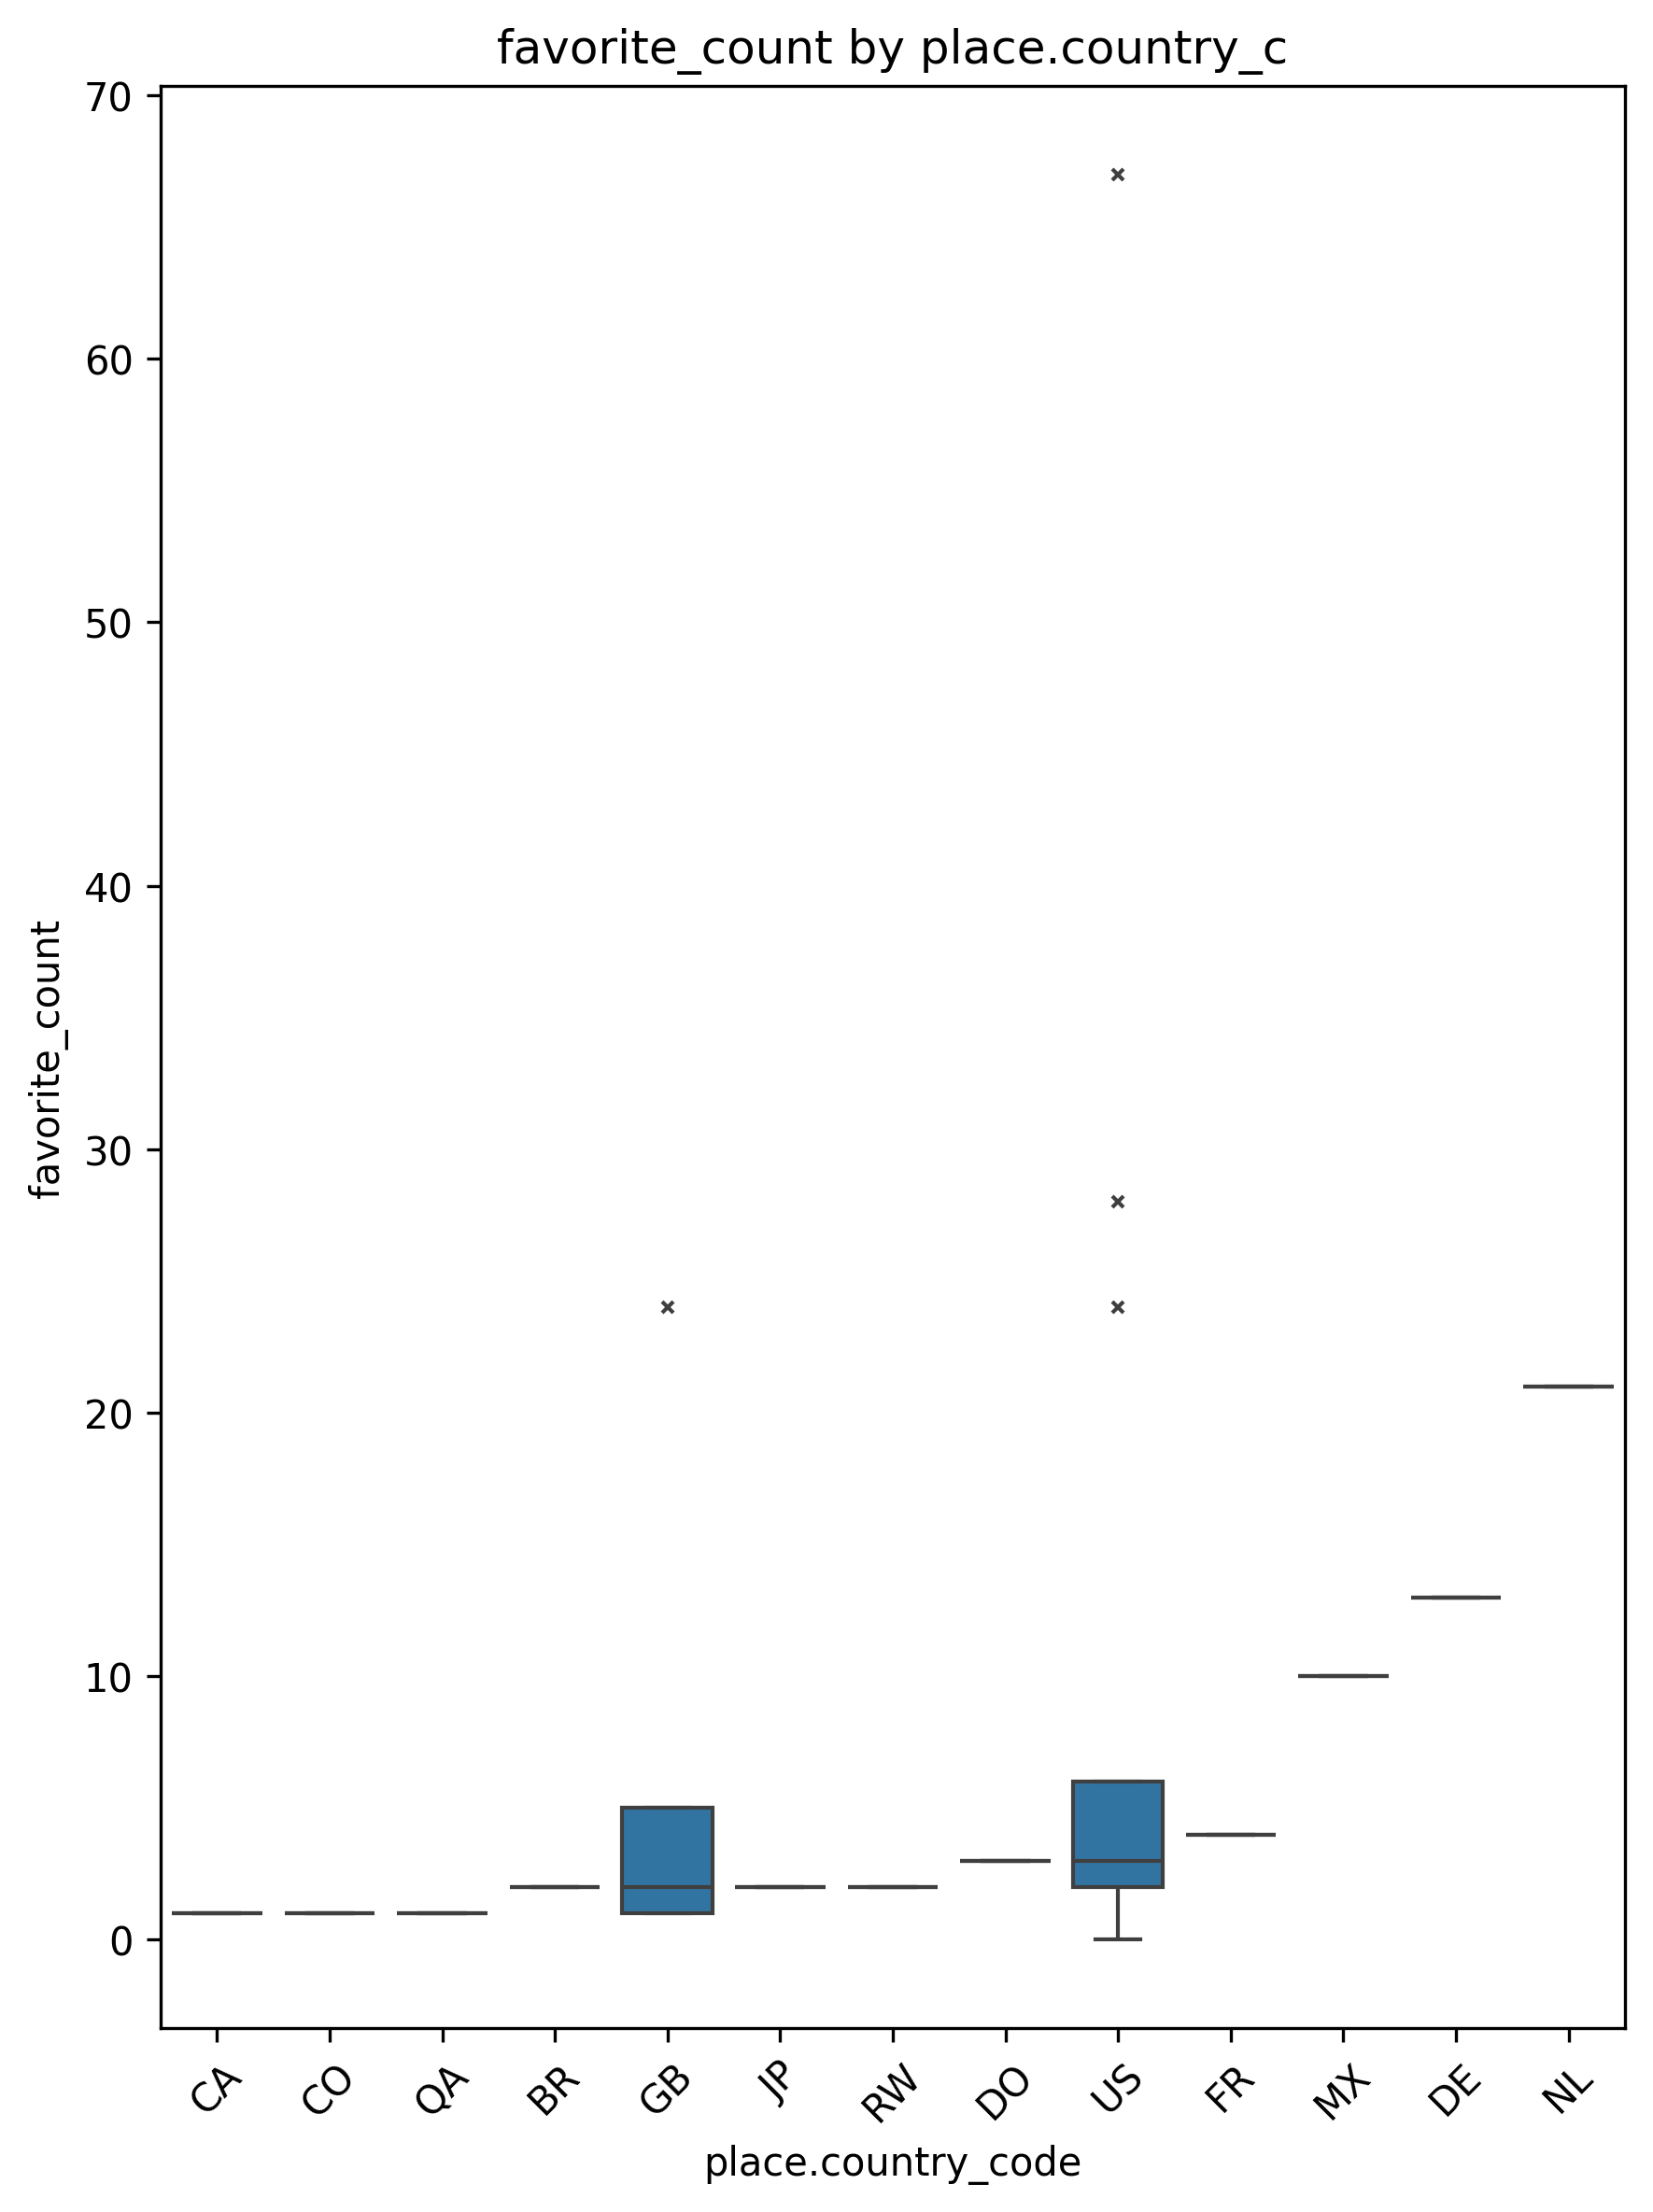 favorite_count by place.country_c
70
60
50
40
30
20
10
0
favorite_count
CA CO QA BR GB JP RW DO US FR MX DE NL
place.country_code